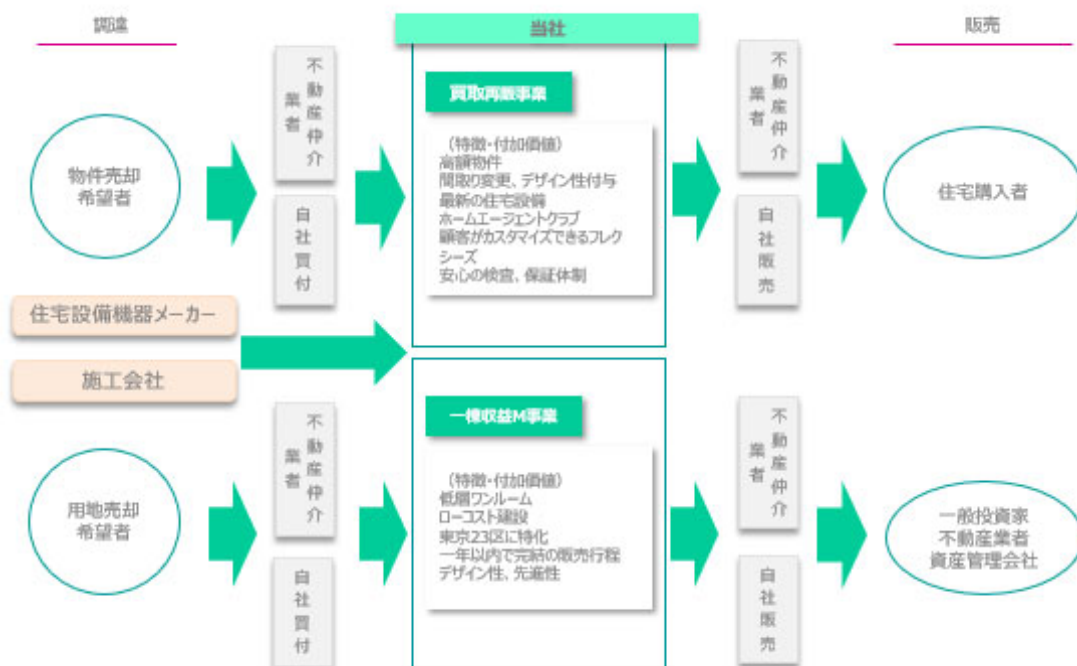 調達
当社
販売
物件売却
希望者
不動産仲介
業者
自社買付
買取再販事業
(特徴・付加価値)
高額物件
間取り変更、デザイン性付与
最新の住宅設備
ホームエージェントクラブ
顧客がカスタマイズできるフレク
シーズ
安心の検査、保証体制
不動産仲介
業者
自社販売
住宅購入者
住宅設備機器メーカー
施工会社
用地売却
希望者
不動産仲介
業者
自社買付
一棟収益M事業
(特徴・付加価値)
低層ワンルーム
ローコスト建設
東京23区に特化
一年以内で完結の販売行程
デザイン性、先進性
不動産仲介
業者
自社販売
一般投資家
不動産業者
資産管理会社